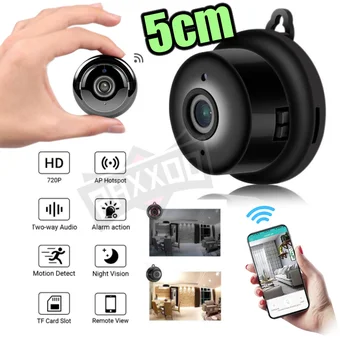 5cm
HD
720P
AP Hotspot
Two-way Audio
Alarm action
Motion Detect
Night Vision
TF Card Slot
Remote View